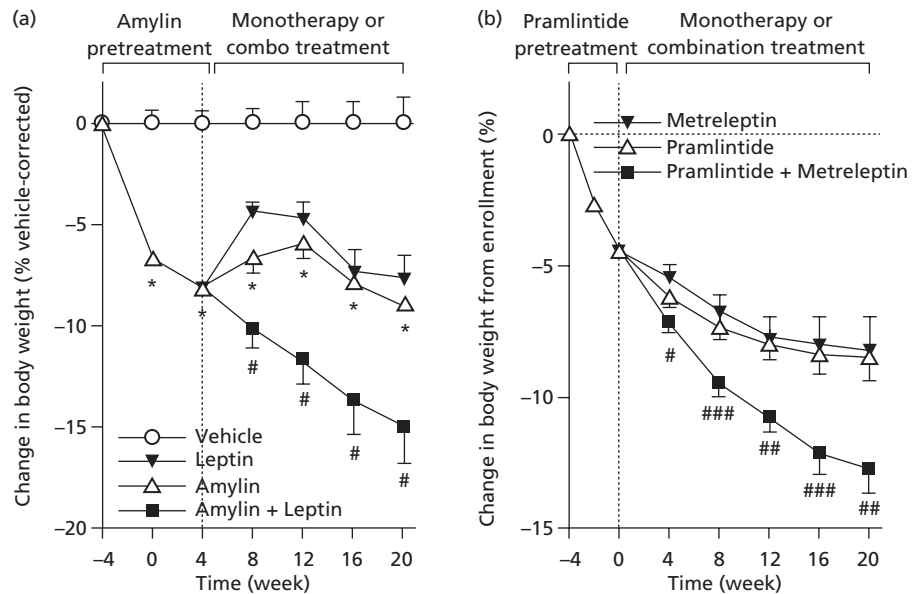 (a)
Amylin
pretreatment
Monotherapy or
combo treatment
Change in body weight (% vehicle-corrected)
0
−5
−10
−15
−20
*
*
*
*
*
*
#
#
#
#
Vehicle
Leptin
Amylin
Amylin + Leptin
−4 0 4 8 12 16 20
Time (week)
(b)
Pramlintide
pretreatment
Monotherapy or
combination treatment
Change in body weight from enrollment (%)
0
−5
−10
−15
Metreleptin
Pramlintide
Pramlintide + Metreleptin
#
###
##
###
##
−4 0 4 8 12 16 20
Time (week)